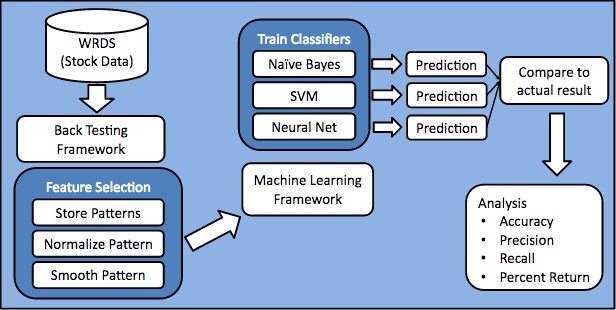 WRDS
(Stock Data)
Back Testing
Framework
Feature Selection
Store Patterns
Normalize Pattern
Smooth Pattern
Machine Learning
Framework
Train Classifiers
Naïve Bayes
SVM
Neural Net
Prediction
Prediction
Prediction
Compare to
actual result
Analysis
• Accuracy
• Precision
• Recall
• Percent Return